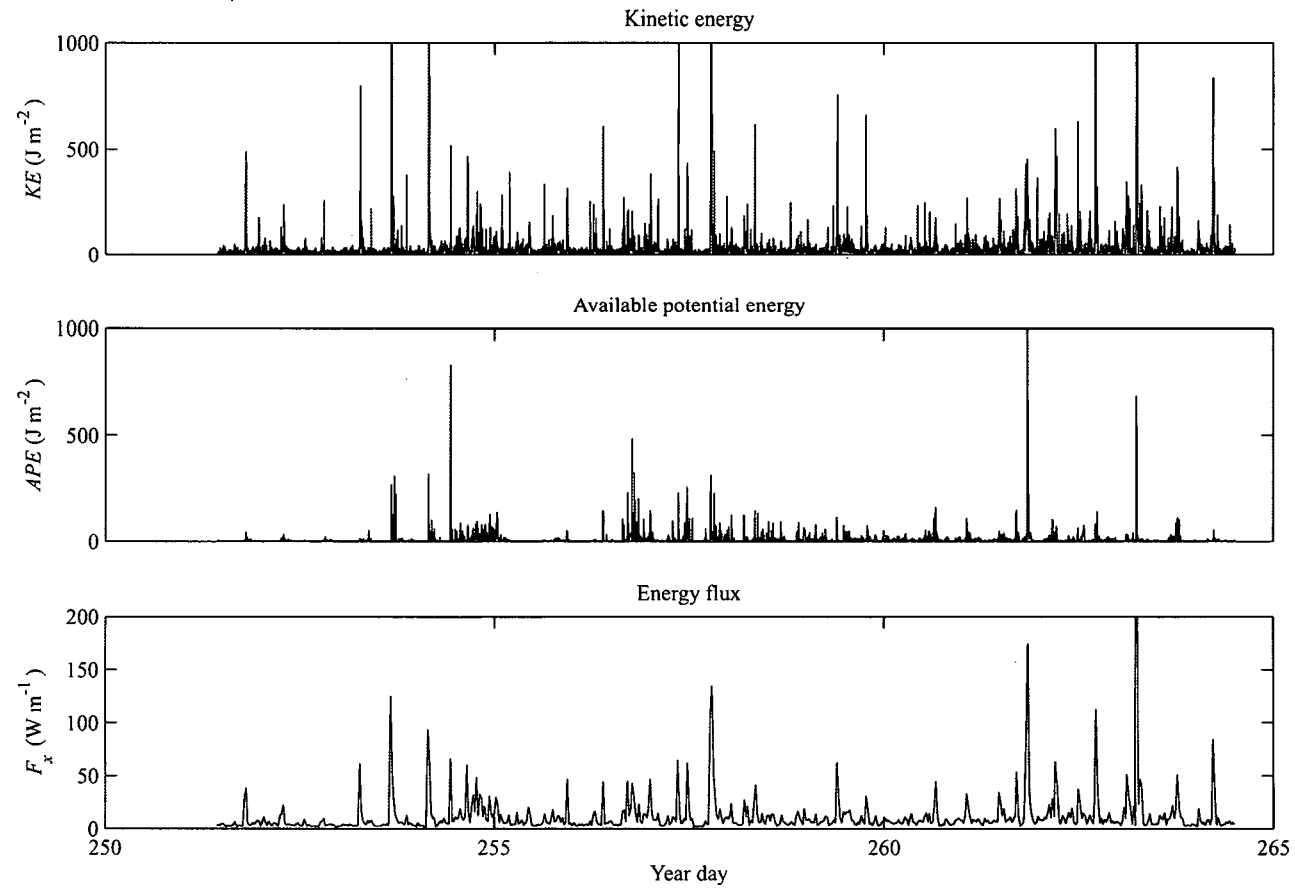 Kinetic energy
1000
500
0
KE (J m⁻²)
Available potential energy
1000
500
0
APE (J m⁻²)
Energy flux
200
150
100
50
0
Fₓ (W m⁻¹)
250 255 260 265
Year day